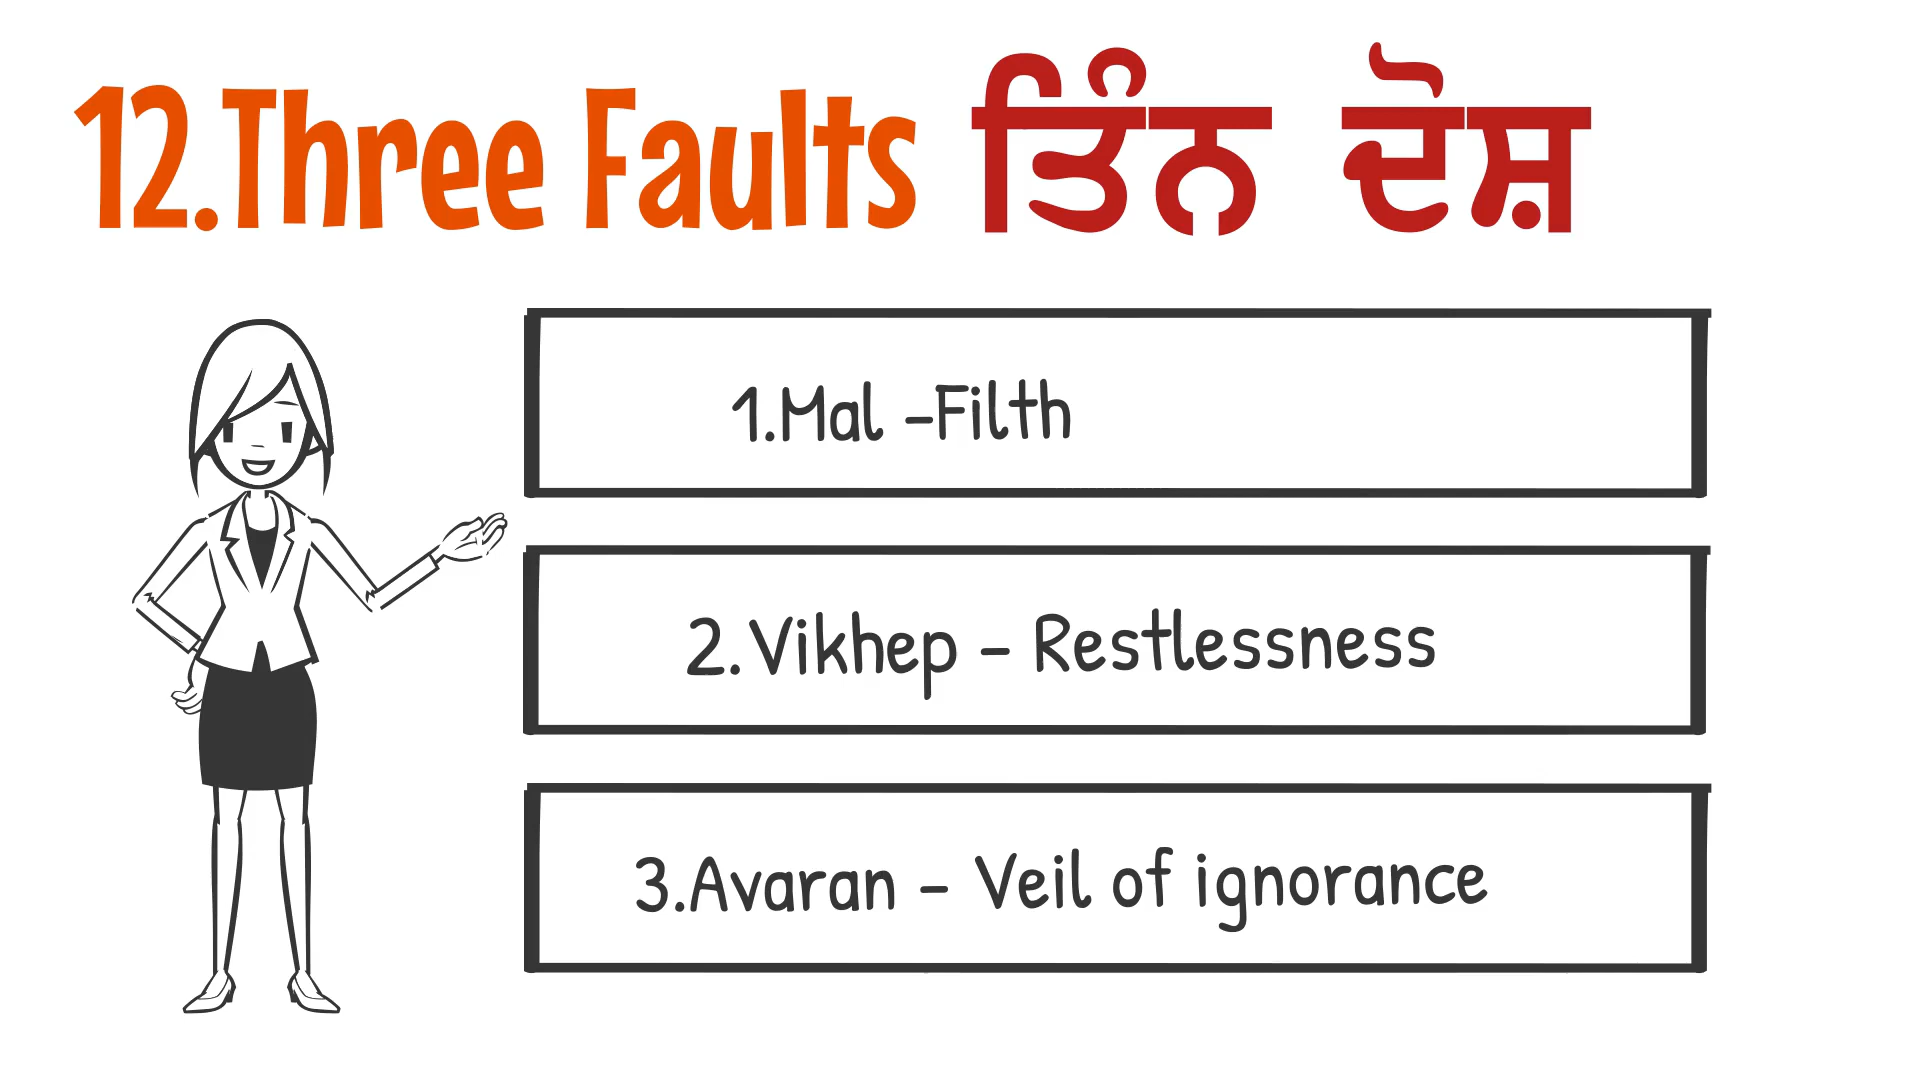 12.Three Faults ਤਿੰਨ ਦੋਸ਼
1.Mal -Filth
2. Vikhep - Restlessness
3.Avaran - Veil of ignorance